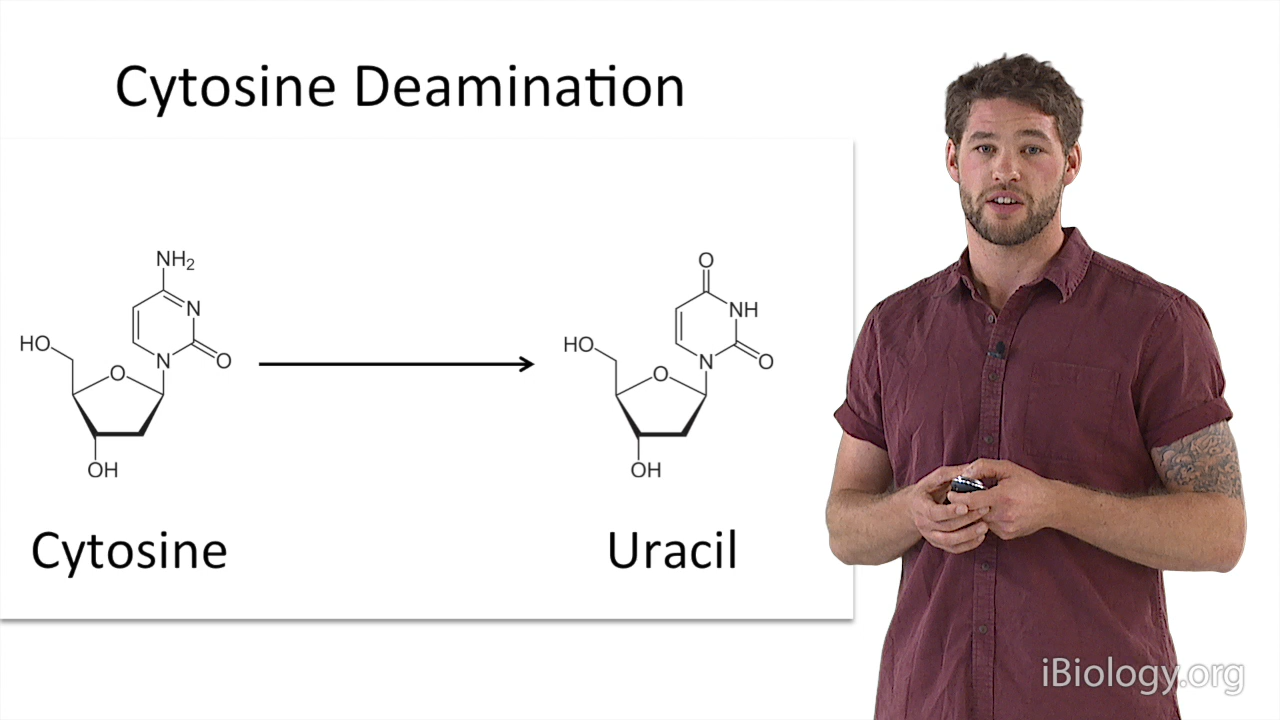 Cytosine Deamination
NH2
N
HO
N
O
O
OH
O
NH
HO
N
O
O
OH
Cytosine
Uracil
iBiology.org